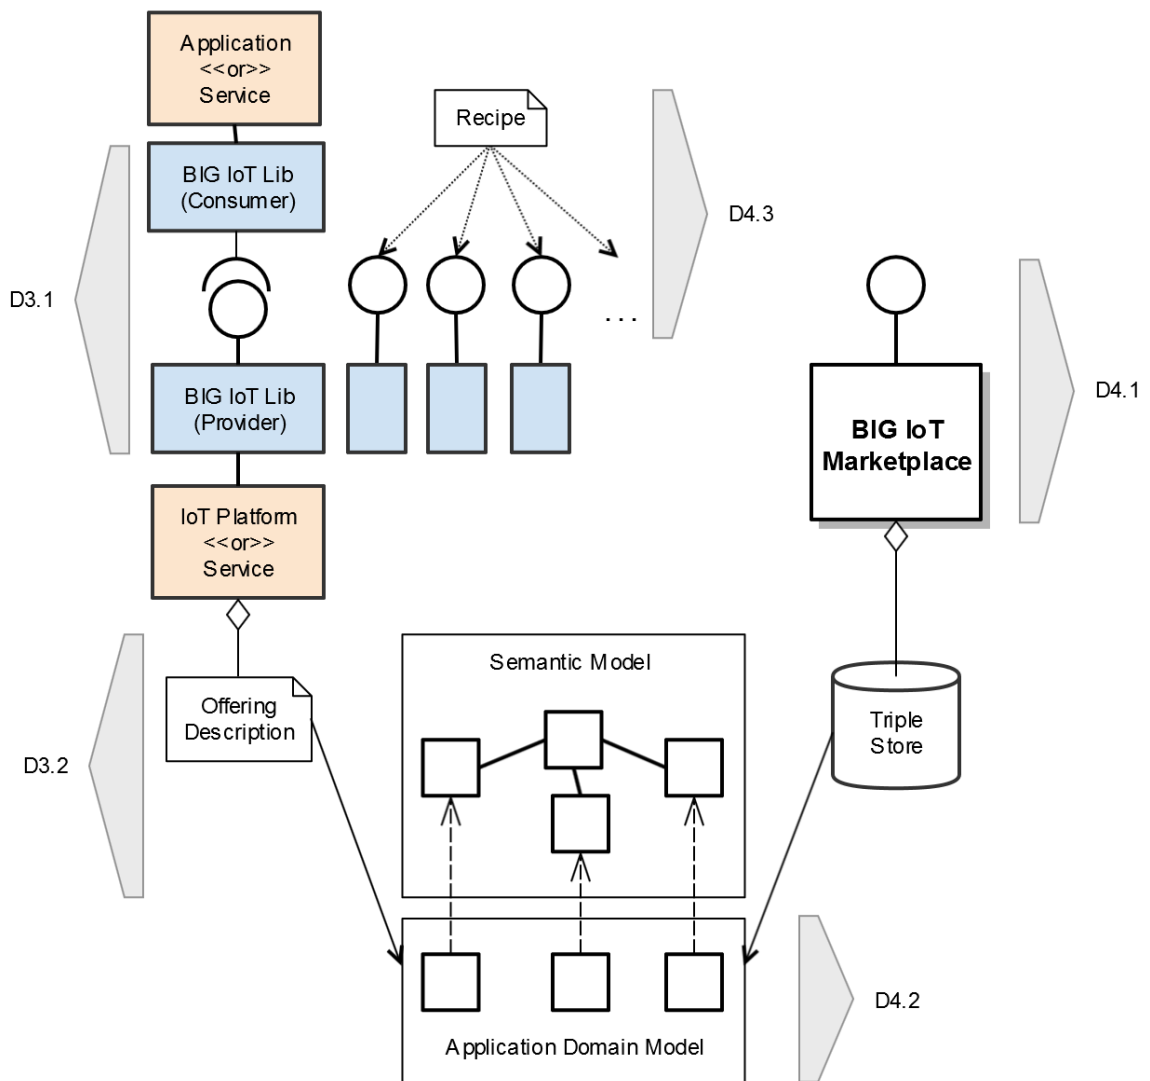 Application
<<or>>
Service
BIG IoT Lib
(Consumer)
Recipe
D4.3
D3.1
. . .
BIG IoT Lib
(Provider)
BIG IoT
Marketplace
D4.1
IoT Platform
<<or>>
Service
Offering
Description
D3.2
Semantic Model
Triple
Store
D4.2
Application Domain Model